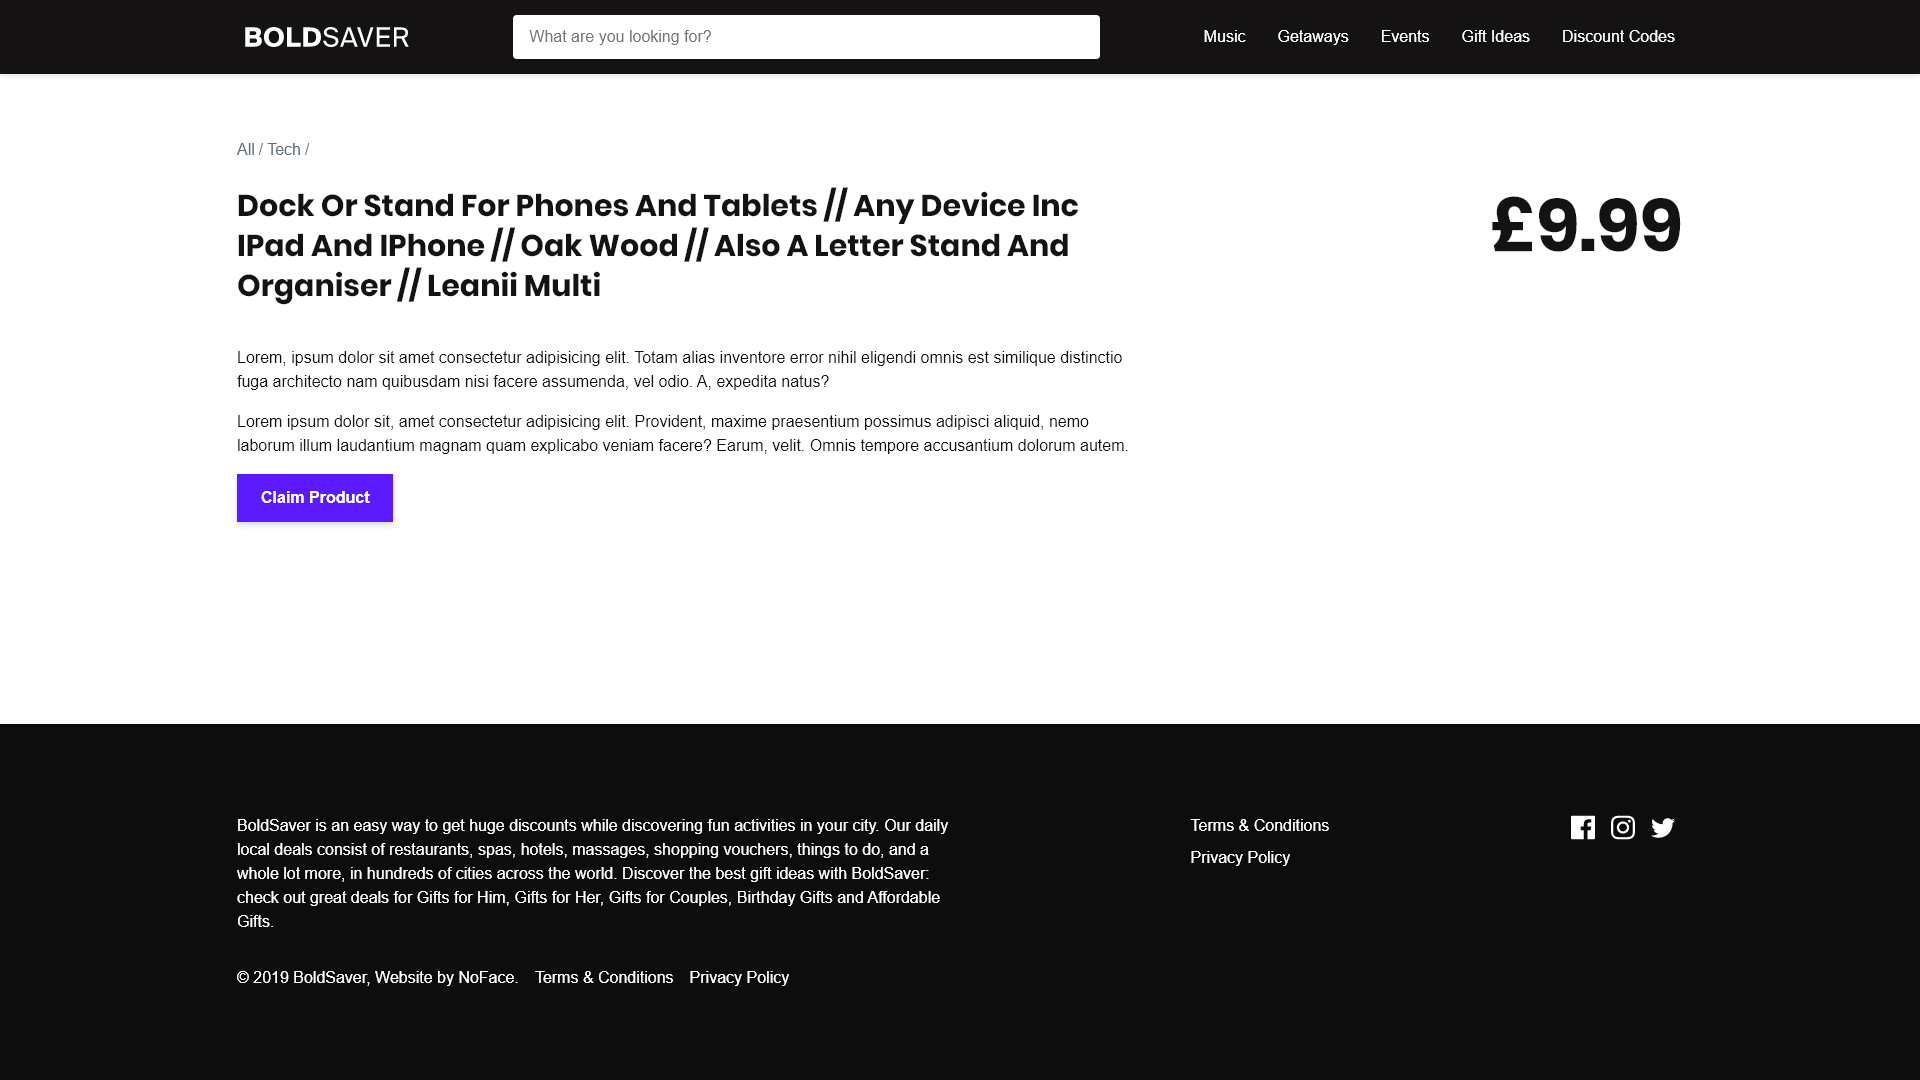 BOLDSAVER
What are you looking for?
Music Getaways Events Gift Ideas Discount Codes
All / Tech /
Dock Or Stand For Phones And Tablets // Any Device Inc
IPad And IPhone // Oak Wood // Also A Letter Stand And
Organiser // Leanii Multi
£9.99
Lorem, ipsum dolor sit amet consectetur adipisicing elit. Totam alias inventore error nihil eligendi omnis est similique distinctio
fuga architecto nam quibusdam nisi facere assumenda, vel odio. A, expedita natus?
Lorem ipsum dolor sit, amet consectetur adipisicing elit. Provident, maxime praesentium possimus adipisci aliquid, nemo
laborum illum laudantium magnam quam explicabo veniam facere? Earum, velit. Omnis tempore accusantium dolorum autem.
Claim Product
BoldSaver is an easy way to get huge discounts while discovering fun activities in your city. Our daily
local deals consist of restaurants, spas, hotels, massages, shopping vouchers, things to do, and a
whole lot more, in hundreds of cities across the world. Discover the best gift ideas with BoldSaver:
check out great deals for Gifts for Him, Gifts for Her, Gifts for Couples, Birthday Gifts and Affordable
Gifts.
Terms & Conditions
Privacy Policy
© 2019 BoldSaver, Website by NoFace. Terms & Conditions Privacy Policy